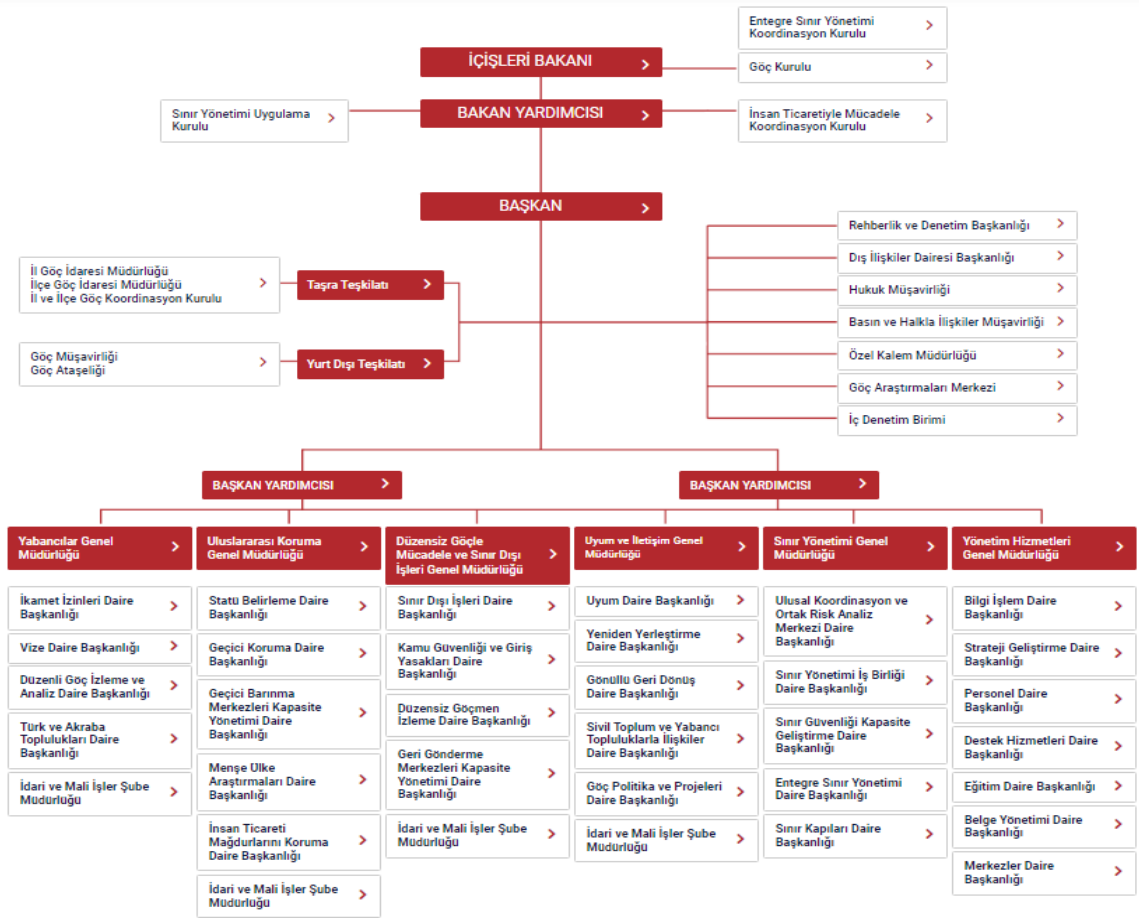 Entegre Sınır Yönetimi
Koordinasyon Kurulu
İÇİŞLERİ BAKANI
Göç Kurulu
Sınır Yönetimi Uygulama
Kurulu
BAKAN YARDIMCISI
İnsan Ticaretiyle Mücadele
Koordinasyon Kurulu
BAŞKAN
Rehberlik ve Denetim Başkanlığı
Dış İlişkiler Dairesi Başkanlığı
Hukuk Müşavirliği
Basın ve Halkla İlişkiler Müşavirliği
Özel Kalem Müdürlüğü
Göç Araştırmaları Merkezi
İç Denetim Birimi
İl Göç İdaresi Müdürlüğü
İlçe Göç İdaresi Müdürlüğü
İl ve İlçe Göç Koordinasyon Kurulu
Taşra Teşkilatı
Göç Müşavirliği
Göç Ataşeliği
Yurt Dışı Teşkilatı
BAŞKAN YARDIMCISI
BAŞKAN YARDIMCISI
Yabancılar Genel
Müdürlüğü
İkamet İzinleri Daire
Başkanlığı
Vize Daire Başkanlığı
Düzenli Göç İzleme ve
Analiz Daire Başkanlığı
Türk ve Akraba
Toplulukları Daire
Başkanlığı
İdari ve Mali İşler Şube
Müdürlüğü
Uluslararası Koruma
Genel Müdürlüğü
Statü Belirleme Daire
Başkanlığı
Geçici Koruma Daire
Başkanlığı
Geçici Barınma
Merkezleri Kapasite
Yönetimi Daire
Başkanlığı
Menşe Ülke
Araştırmaları Daire
Başkanlığı
İnsan Ticareti
Mağdurlarını Koruma
Daire Başkanlığı
İdari ve Mali İşler Şube
Müdürlüğü
Düzensiz Göçle
Mücadele ve Sınır Dışı
İşleri Genel Müdürlüğü
Sınır Dışı İşleri Daire
Başkanlığı
Kamu Güvenliği ve Giriş
Yasakları Daire
Başkanlığı
Düzensiz Göçmen
İzleme Daire Başkanlığı
Geri Gönderme
Merkezleri Kapasite
Yönetimi Daire
Başkanlığı
İdari ve Mali İşler Şube
Müdürlüğü
Uyum ve İletişim Genel
Müdürlüğü
Uyum Daire Başkanlığı
Yeniden Yerleştirme
Daire Başkanlığı
Gönüllü Geri Dönüş
Daire Başkanlığı
Sivil Toplum ve Yabancı
Topluluklarla İlişkiler
Daire Başkanlığı
Göç Politika ve Projeleri
Daire Başkanlığı
İdari ve Mali İşler Şube
Müdürlüğü
Sınır Yönetimi Genel
Müdürlüğü
Ulusal Koordinasyon ve
Ortak Risk Analiz
Merkezi Daire
Başkanlığı
Sınır Yönetimi İş Birliği
Daire Başkanlığı
Sınır Güvenliği Kapasite
Geliştirme Daire
Başkanlığı
Entegre Sınır Yönetimi
Daire Başkanlığı
Sınır Kapıları Daire
Başkanlığı
Yönetim Hizmetleri
Genel Müdürlüğü
Bilgi İşlem Daire
Başkanlığı
Strateji Geliştirme Daire
Başkanlığı
Personel Daire
Başkanlığı
Destek Hizmetleri Daire
Başkanlığı
Eğitim Daire Başkanlığı
Belge Yönetimi Daire
Başkanlığı
Merkezler Daire
Başkanlığı